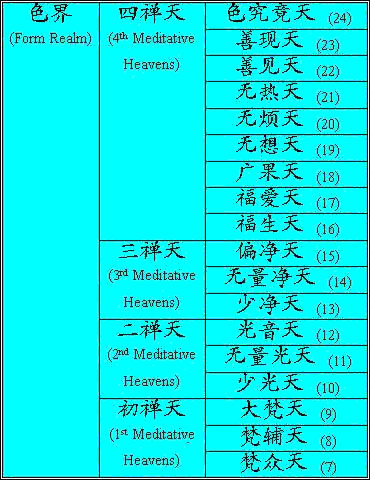 色界
(Form Realm)
四禅天
(4th Meditative
Heavens)
色究竟天 (24)
善现天 (23)
善见天 (22)
无热天 (21)
无烦天 (20)
无想天 (19)
广果天 (18)
福爱天 (17)
福生天 (16)
三禅天
(3rd Meditative
Heavens)
偏净天 (15)
无量净天 (14)
少净天 (13)
二禅天
(2nd Meditative
Heavens)
光音天 (12)
无量光天 (11)
少光天 (10)
初禅天
(1st Meditative
Heavens)
大梵天 (9)
梵辅天 (8)
梵众天 (7)